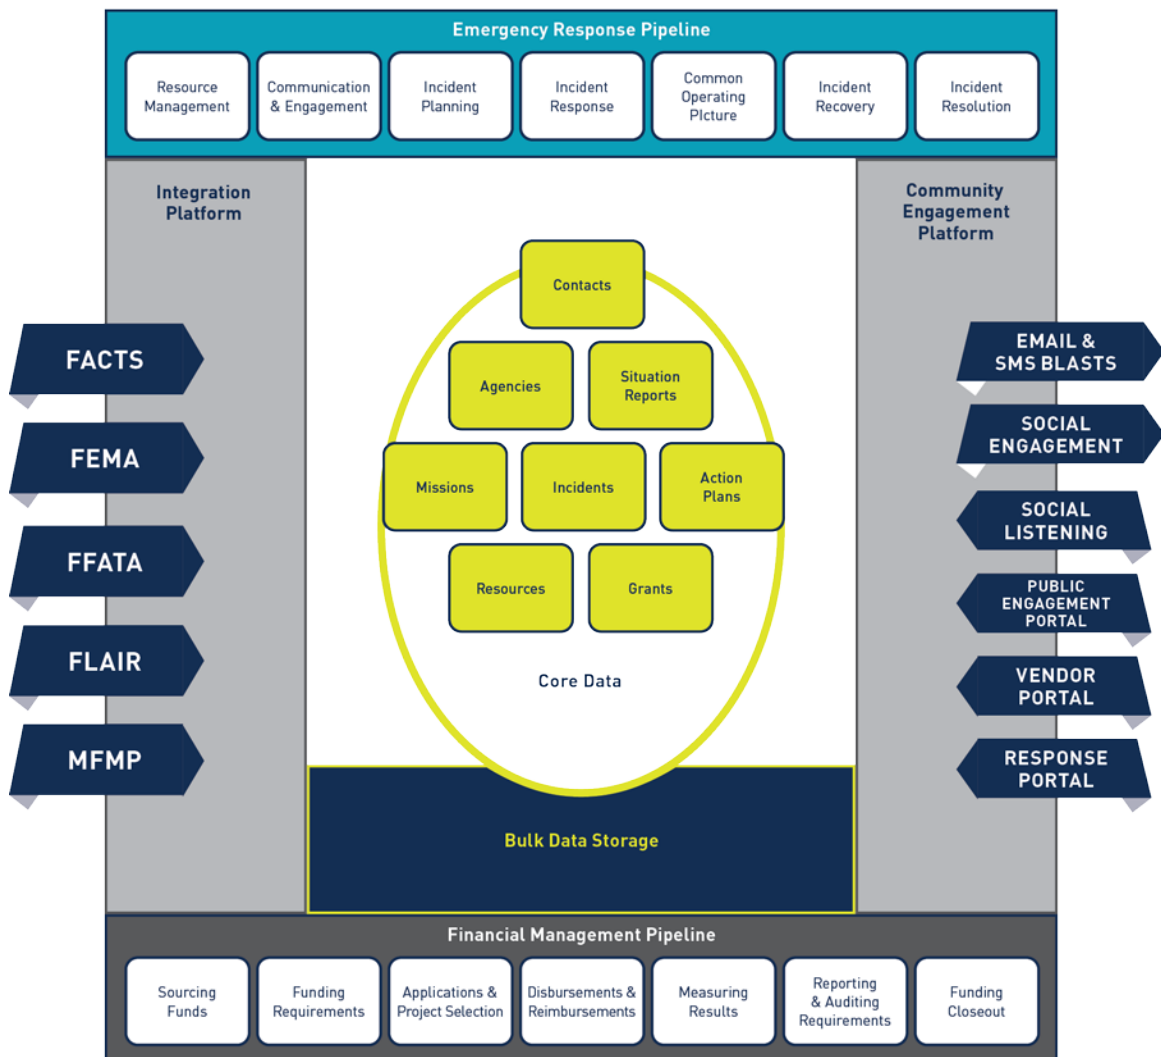 Emergency Response Pipeline
Resource
Management
Communication
& Engagement
Incident
Planning
Incident
Response
Common
Operating
PIcture
Incident
Recovery
Incident
Resolution
Integration
Platform
FACTS
FEMA
FFATA
FLAIR
MFMP
Contacts
Agencies
Situation
Reports
Missions
Incidents
Action
Plans
Resources
Grants
Core Data
Bulk Data Storage
Community
Engagement
Platform
EMAIL &
SMS BLASTS
SOCIAL
ENGAGEMENT
SOCIAL
LISTENING
PUBLIC
ENGAGEMENT
PORTAL
VENDOR
PORTAL
RESPONSE
PORTAL
Financial Management Pipeline
Sourcing
Funds
Funding
Requirements
Applications &
Project Selection
Disbursements &
Reimbursements
Measuring
Results
Reporting
& Auditing
Requirements
Funding
Closeout